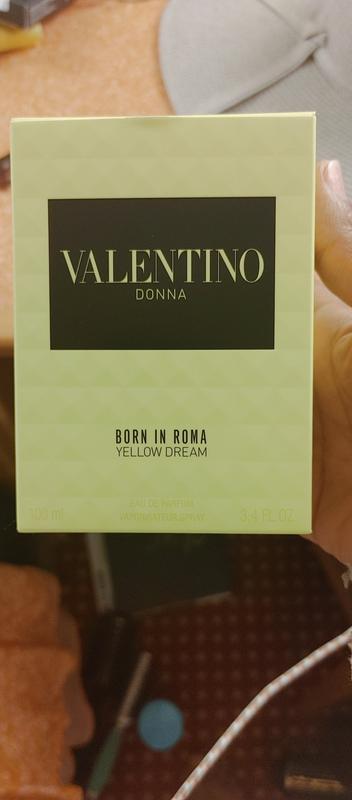 VALENTINO
DONNA
BORN IN ROMA
YELLOW DREAM
EAU DE PARFUM
100 ml VAPORISATEUR SPRAY 3.4 FL.OZ.